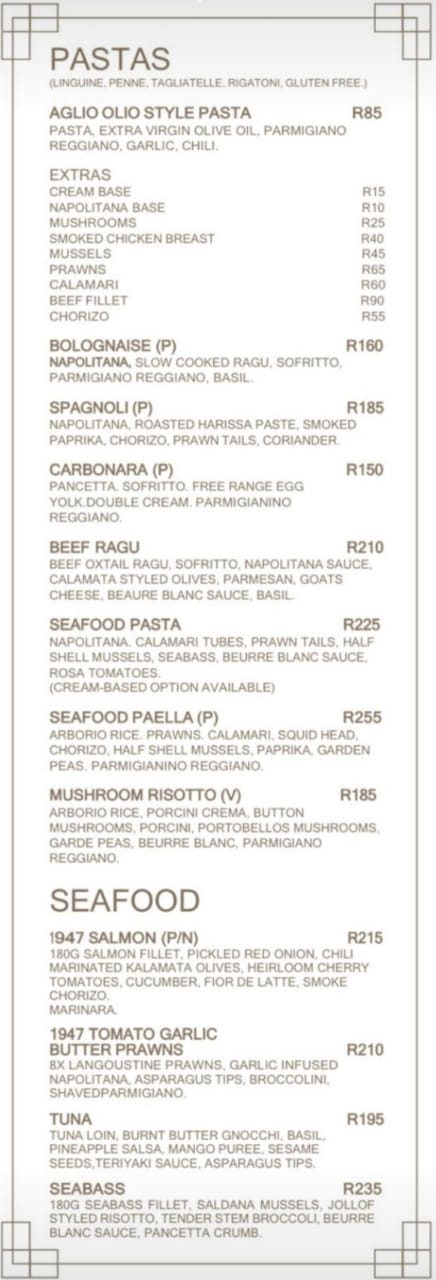 PASTAS
(LINGUINE, PENNE, TAGLIATELLE, RIGATONI, GLUTEN FREE.)
AGLIO OLIO STYLE PASTA R85
PASTA, EXTRA VIRGIN OLIVE OIL, PARMIGIANO
REGGIANO, GARLIC, CHILI.
EXTRAS
CREAM BASE R15
NAPOLITANA BASE R10
MUSHROOMS R25
SMOKED CHICKEN BREAST R40
MUSSELS R45
PRAWNS R65
CALAMARI R60
BEEF FILLET R90
CHORIZO R55
BOLOGNAISE (P) R160
NAPOLITANA, SLOW COOKED RAGU, SOFRITTO,
PARMIGIANO REGGIANO, BASIL.
SPAGNOLI (P) R185
NAPOLITANA, ROASTED HARISSA PASTE, SMOKED
PAPRIKA, CHORIZO, PRAWN TAILS, CORIANDER.
CARBONARA (P) R150
PANCETTA. SOFRITTO. FREE RANGE EGG
YOLK.DOUBLE CREAM. PARMIGIANINO
REGGIANO.
BEEF RAGU R210
BEEF OXTAIL RAGU, SOFRITTO, NAPOLITANA SAUCE,
CALAMATA STYLED OLIVES, PARMESAN, GOATS
CHEESE, BEAURE BLANC SAUCE, BASIL.
SEAFOOD PASTA R225
NAPOLITANA. CALAMARI TUBES, PRAWN TAILS, HALF
SHELL MUSSELS, SEABASS, BEURRE BLANC SAUCE,
ROSA TOMATOES.
(CREAM-BASED OPTION AVAILABLE)
SEAFOOD PAELLA (P) R255
ARBORIO RICE. PRAWNS. CALAMARI, SQUID HEAD,
CHORIZO, HALF SHELL MUSSELS, PAPRIKA, GARDEN
PEAS. PARMIGIANINO REGGIANO.
MUSHROOM RISOTTO (V) R185
ARBORIO RICE, PORCINI CREMA, BUTTON
MUSHROOMS, PORCINI, PORTOBELLOS MUSHROOMS,
GARDE PEAS, BEURRE BLANC, PARMIGIANO
REGGIANO.
SEAFOOD
1947 SALMON (P/N) R215
180G SALMON FILLET, PICKLED RED ONION, CHILI
MARINATED KALAMATA OLIVES, HEIRLOOM CHERRY
TOMATOES, CUCUMBER, FIOR DE LATTE, SMOKE
CHORIZO.
MARINARA.
1947 TOMATO GARLIC
BUTTER PRAWNS R210
8X LANGOUSTINE PRAWNS, GARLIC INFUSED
NAPOLITANA, ASPARAGUS TIPS, BROCCOLINI,
SHAVEDPARMIGIANO.
TUNA R195
TUNA LOIN, BURNT BUTTER GNOCCHI, BASIL,
PINEAPPLE SALSA, MANGO PUREE, SESAME
SEEDS,TERIYAKI SAUCE, ASPARAGUS TIPS.
SEABASS R235
180G SEABASS FILLET, SALDANA MUSSELS, JOLLOF
STYLED RISOTTO, TENDER STEM BROCCOLI, BEURRE
BLANC SAUCE, PANCETTA CRUMB.